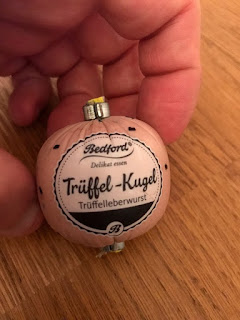 Bedford®
Delikat essen
Trüffel-Kugel
Trüffelleberwurst
B